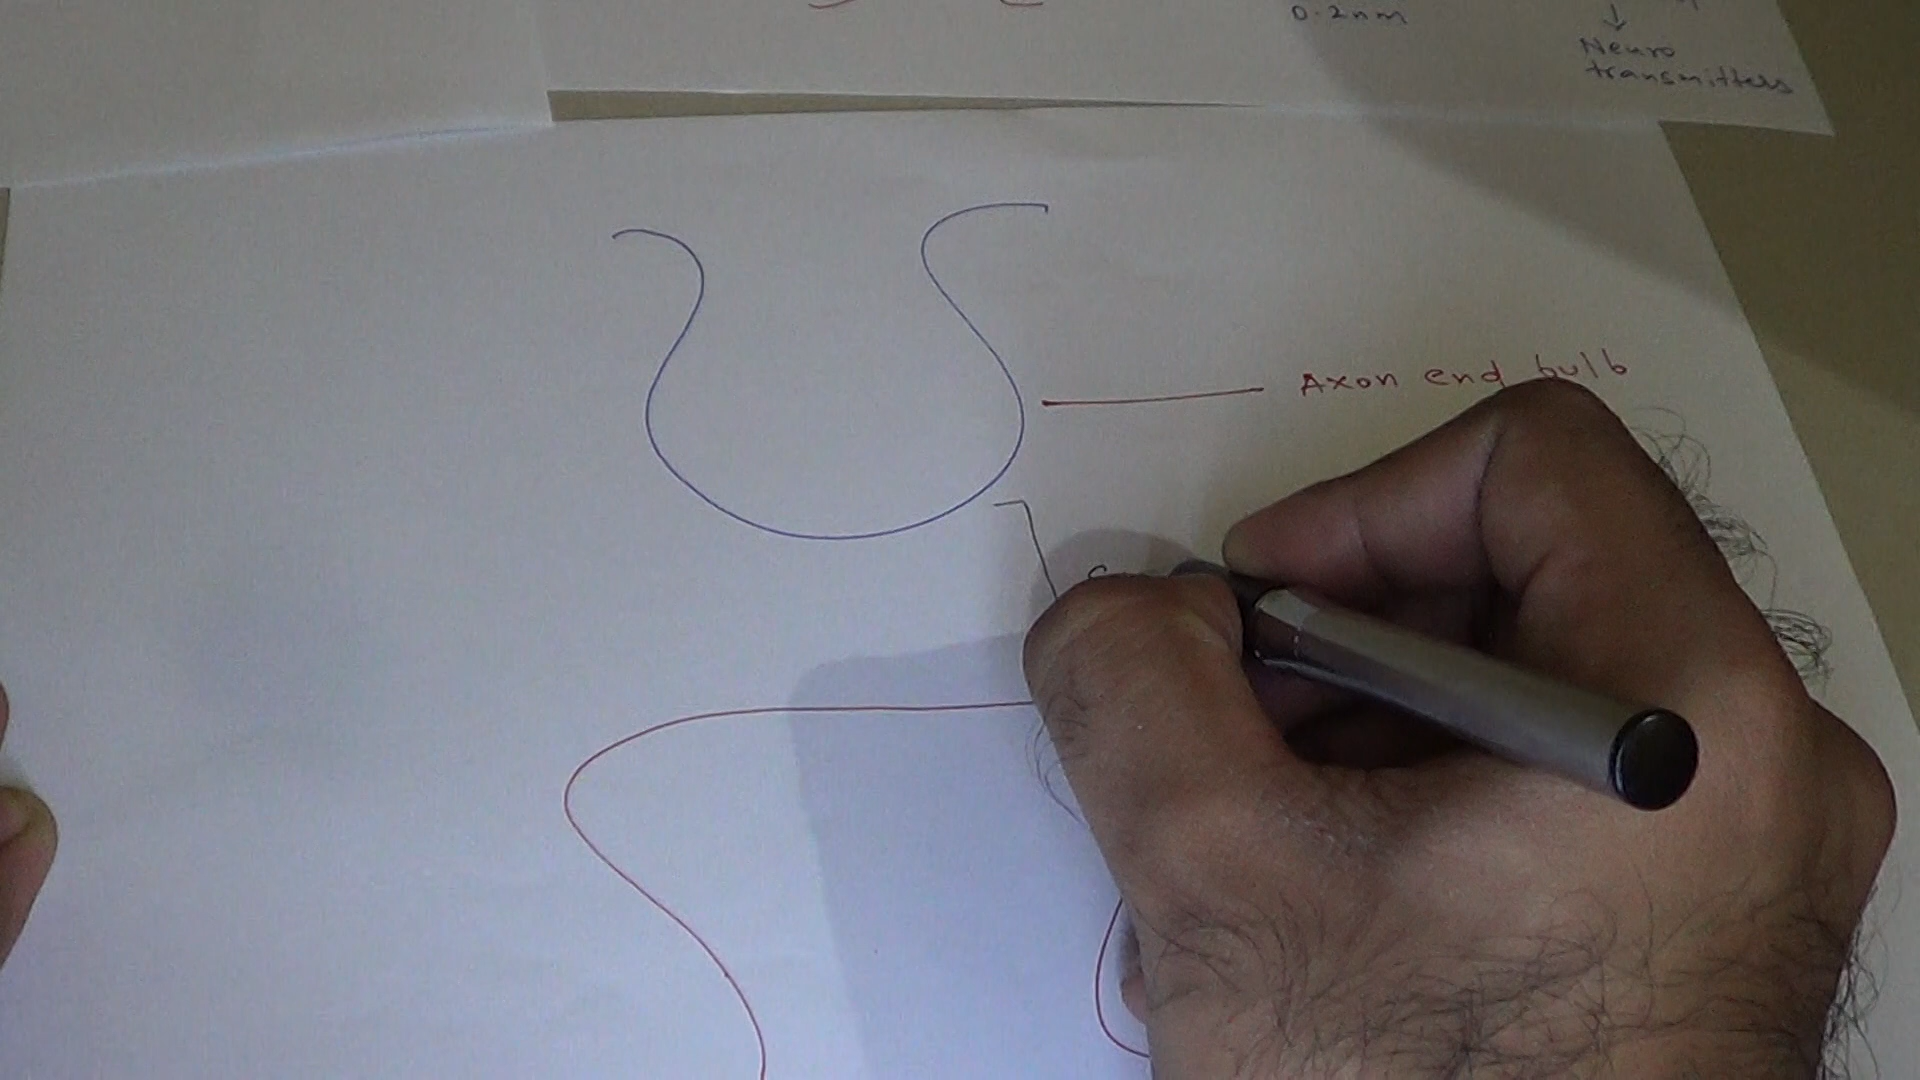 0.2nm
Neuro
transmitters
Axon end bulb
S